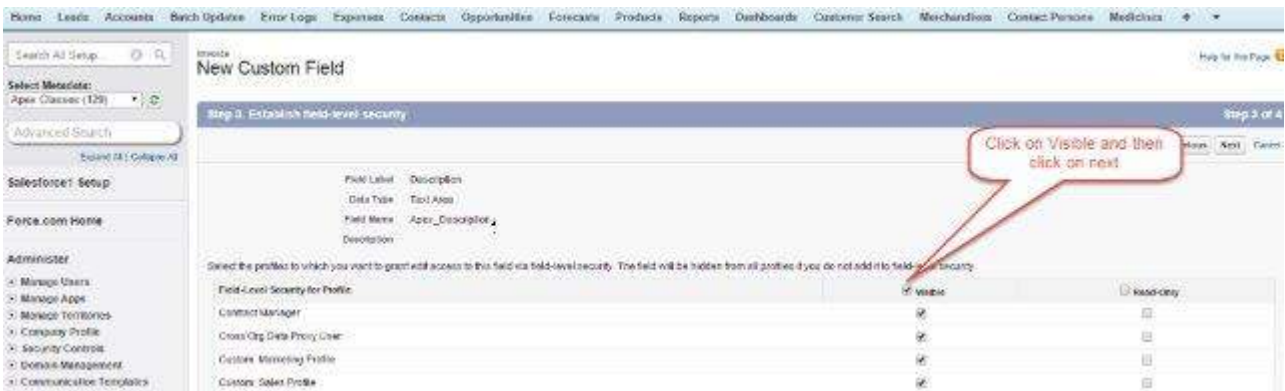 Home Leads Accounts Batch Updates Error Logs Expenses Contacts Opportunities Forecasts Products Reports Dashboards Customer Search Merchandises Contact Persons Medicines +
Search All Setup...
Invoice
New Custom Field
Help for this Page
Select Metadata:
Apex Classes (129)
Step 3. Establish field-level security
Step 3 of 4
Advanced Search
Expand All | Collapse All
Click on Visible and then
click on next
Next Cancel
Salesforce1 Setup
Field Label Description
Data Type Text Area
Field Name Apex_Description
Description
Force.com Home
Administer
Select the profiles to which you want to grant edit access to this field via field-level security. The field will be hidden from all profiles if you do not add it to field-level security.
Manage Users
Manage Apps
Manage Territories
Company Profile
Security Controls
Domain Management
Communication Templates
Field-Level Security for Profile Visible Read-Only
Contract Manager
Cross Org Data Proxy User
Custom: Marketing Profile
Custom: Sales Profile